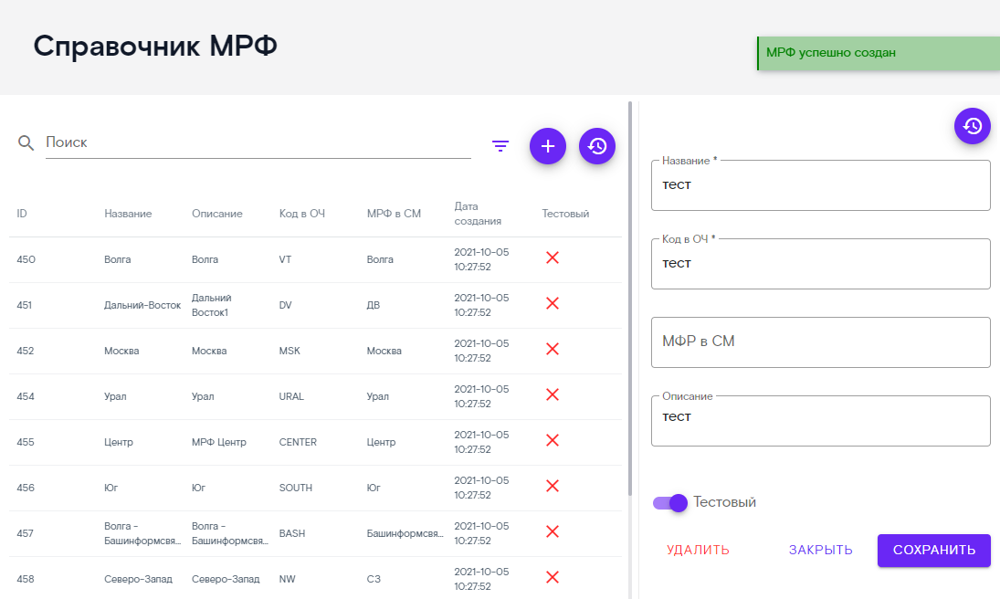 Справочник МРФ
МРФ успешно создан
Поиск
ID Название Описание Код в ОЧ МРФ в СМ Дата создания Тестовый
450 Волга Волга VT Волга 2021-10-05 10:27:52
451 Дальний-Восток Дальний Восток1 DV ДВ 2021-10-05 10:27:52
452 Москва Москва MSK Москва 2021-10-05 10:27:52
454 Урал Урал URAL Урал 2021-10-05 10:27:52
455 Центр МРФ Центр CENTER Центр 2021-10-05 10:27:52
456 Юг Юг SOUTH Юг 2021-10-05 10:27:52
457 Волга - Башинформсвя... Волга - Башинформсвя... BASH Башинформсвя... 2021-10-05 10:27:52
458 Северо-Запад Северо-Запад NW СЗ 2021-10-05 10:27:52
Название *
тест
Код в ОЧ *
тест
МФР в СМ
Описание
тест
Тестовый
УДАЛИТЬ ЗАКРЫТЬ СОХРАНИТЬ